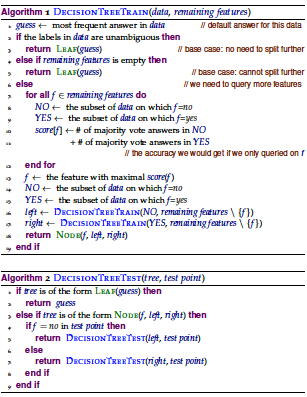 Algorithm 1 DECISIONTREETRAIN(data, remaining features)
1: guess ← most frequent answer in data // default answer for this data
2: if the labels in data are unambiguous then
3: return LEAF(guess) // base case: no need to split further
4: else if remaining features is empty then
5: return LEAF(guess) // base case: cannot split further
6: else // we need to query more features
7: for all f ∈ remaining features do
8: NO ← the subset of data on which f=no
9: YES ← the subset of data on which f=yes
10: score[f] ← # of majority vote answers in NO
11: + # of majority vote answers in YES
// the accuracy we would get if we only queried on f
12: end for
13: f ← the feature with maximal score(f)
14: NO ← the subset of data on which f=no
15: YES ← the subset of data on which f=yes
16: left ← DECISIONTREETRAIN(NO, remaining features \ {f})
17: right ← DECISIONTREETRAIN(YES, remaining features \ {f})
18: return NODE(f, left, right)
19: end if
Algorithm 2 DECISIONTREETEST(tree, test point)
1: if tree is of the form LEAF(guess) then
2: return guess
3: else if tree is of the form NODE(f, left, right) then
4: if f = no in test point then
5: return DECISIONTREETEST(left, test point)
6: else
7: return DECISIONTREETEST(right, test point)
8: end if
9: end if